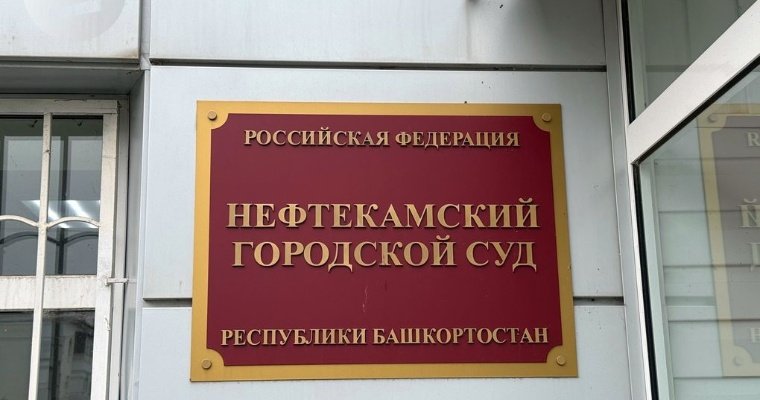 РОССИЙСКАЯ ФЕДЕРАЦИЯ
НЕФТЕКАМСКИЙ
ГОРОДСКОЙ СУД
РЕСПУБЛИКИ БАШКОРТОСТАН